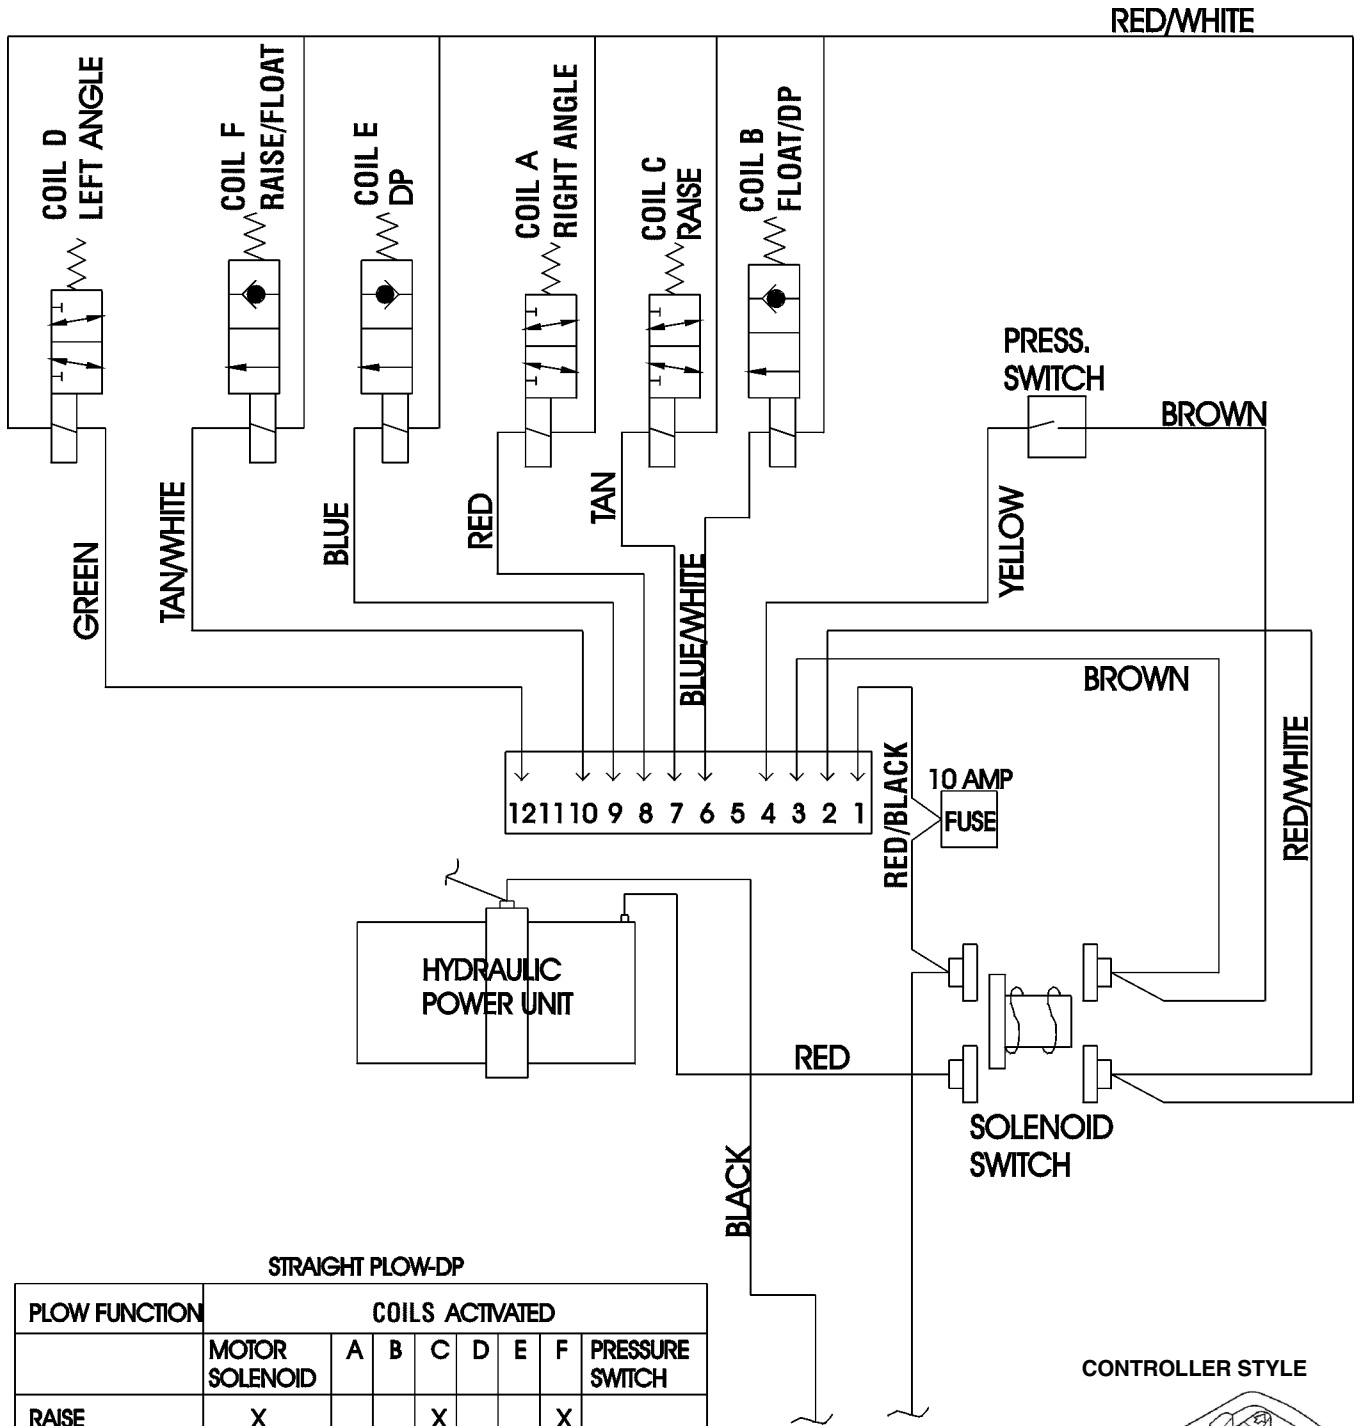 RED/WHITE
COIL D
LEFT ANGLE
COIL F
RAISE/FLOAT
COIL E
DP
COIL A
RIGHT ANGLE
COIL C
RAISE
COIL B
FLOAT/DP
PRESS.
SWITCH
BROWN
GREEN
TAN/WHITE
BLUE
RED
TAN
BLUE/WHITE
YELLOW
BROWN
RED/WHITE
RED/BLACK
10 AMP
FUSE
12 11 10 9 8 7 6 5 4 3 2 1
HYDRAULIC
POWER UNIT
RED
SOLENOID
SWITCH
BLACK
STRAIGHT PLOW-DP
PLOW FUNCTION COILS ACTIVATED
MOTOR SOLENOID A B C D E F PRESSURE SWITCH
RAISE X X X
CONTROLLER STYLE